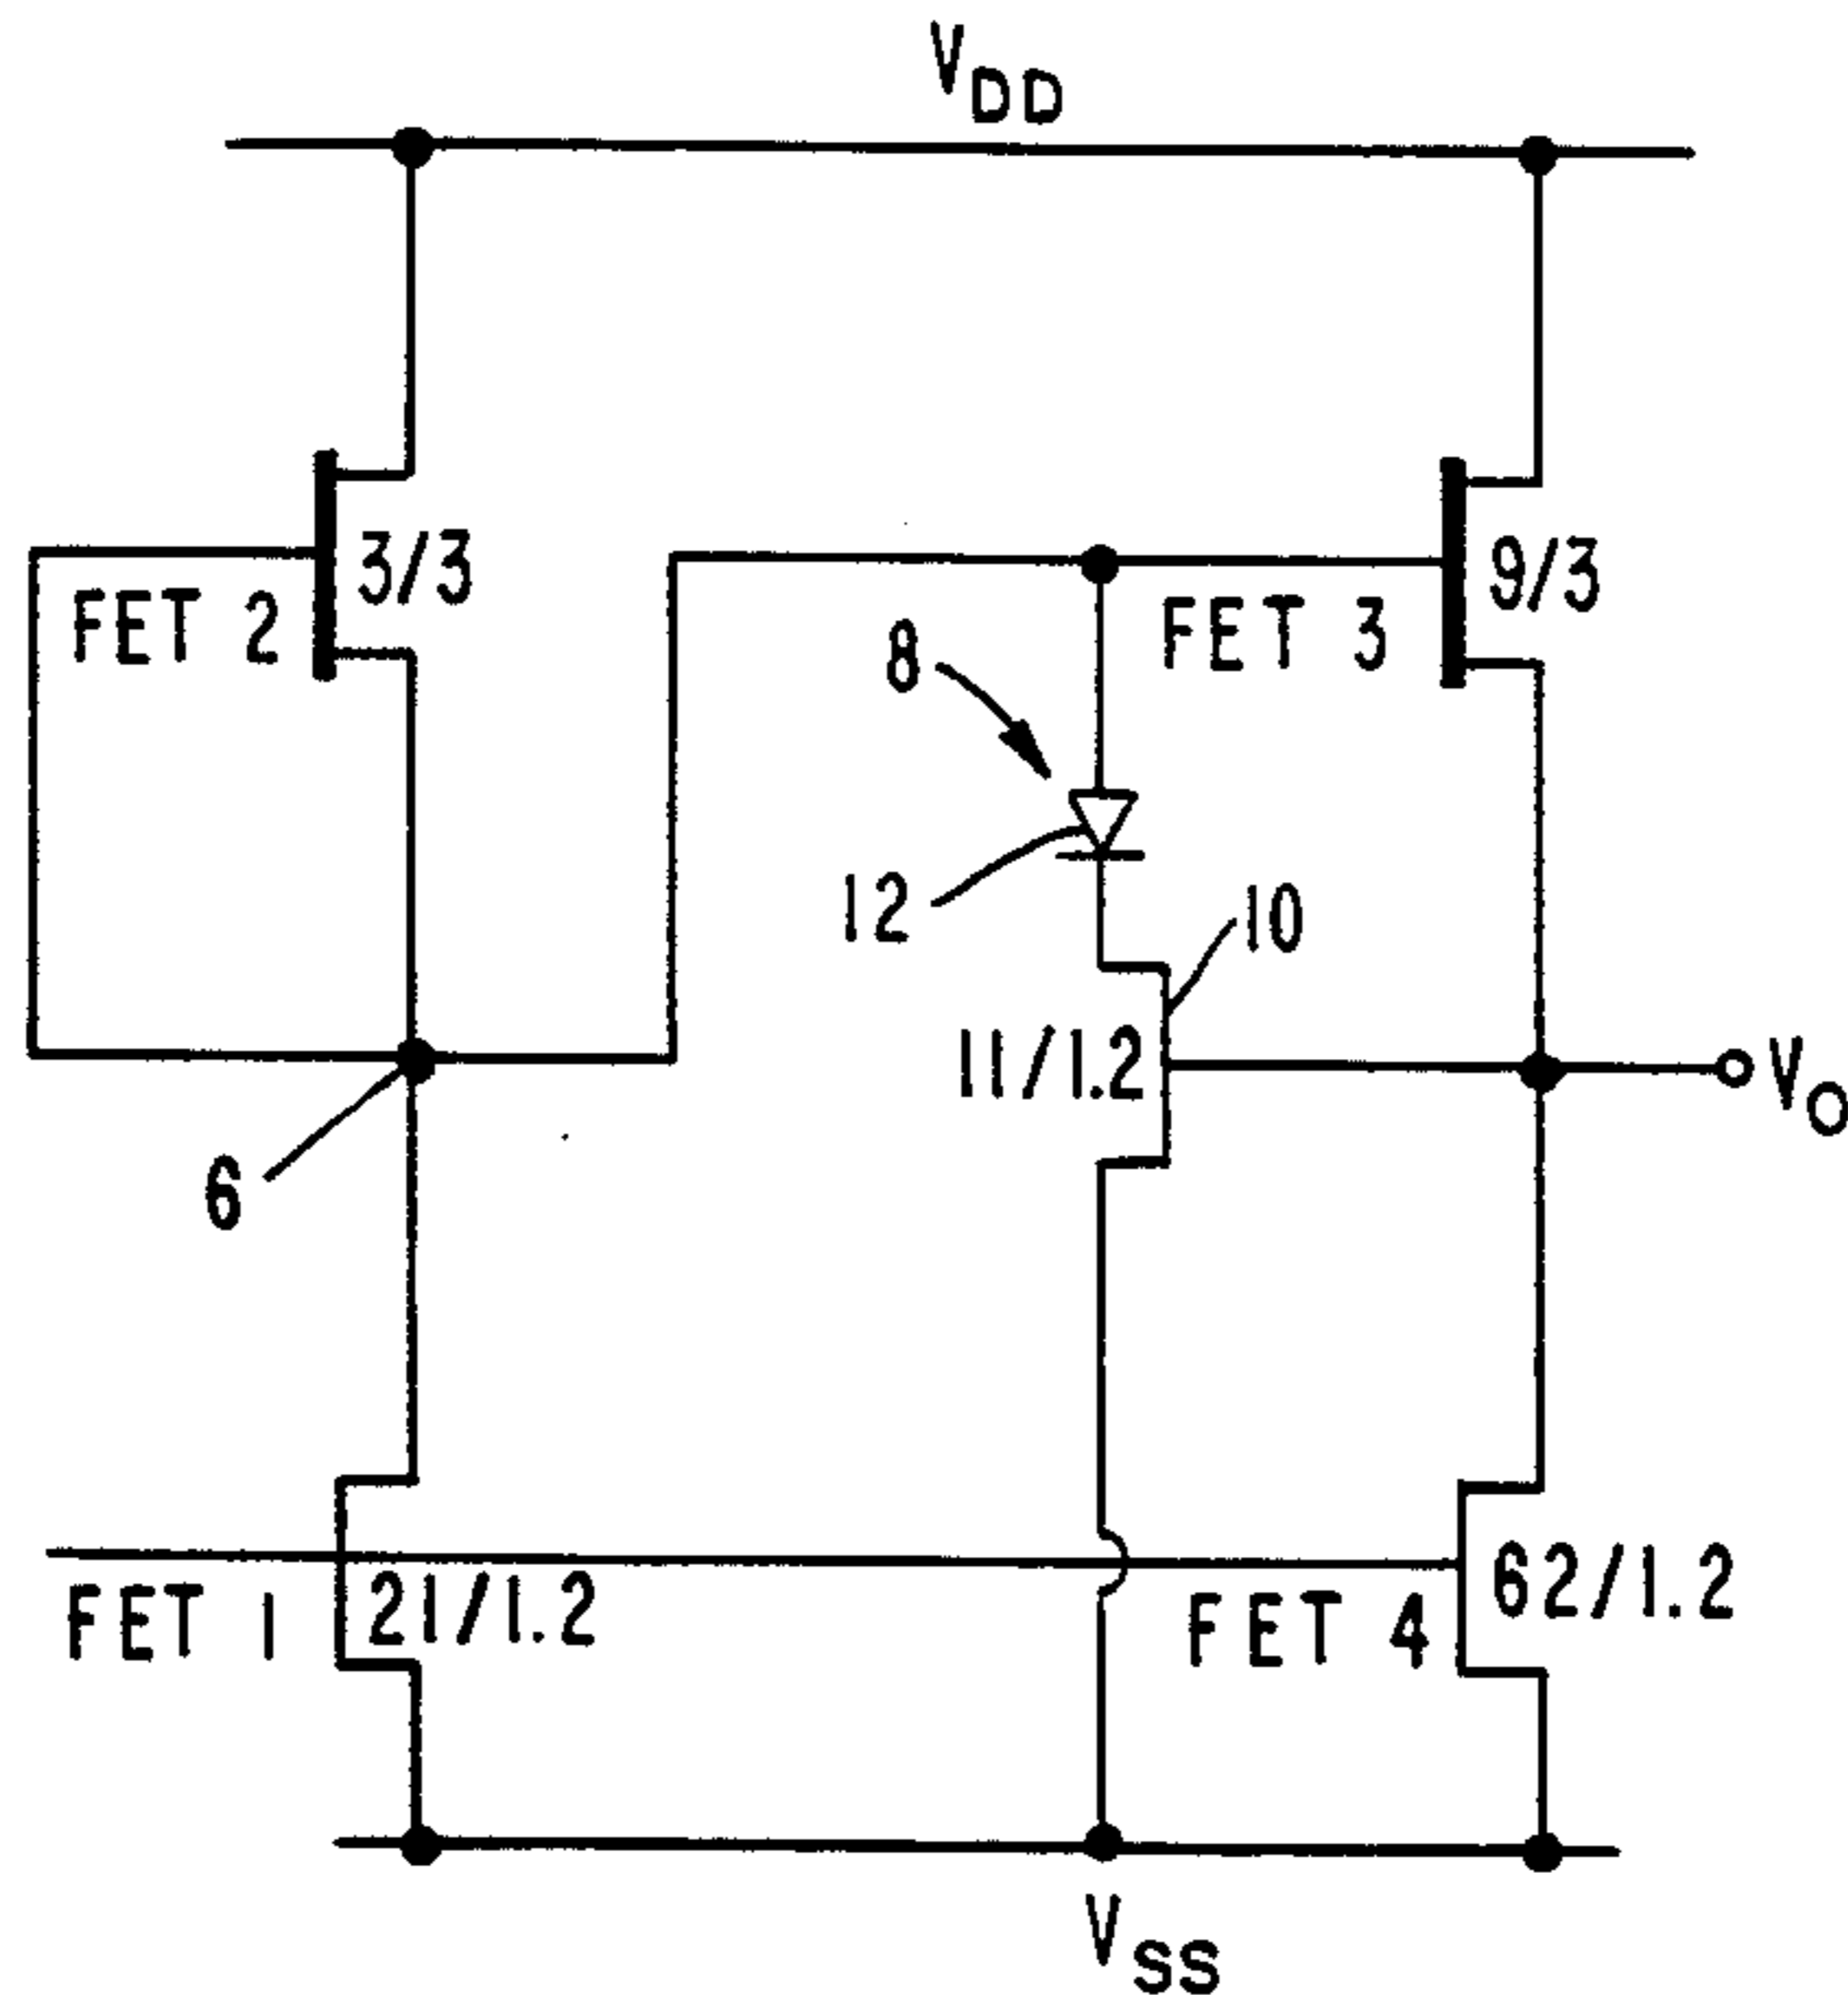 VDD
3/3
FET 2
9/3
FET 3
8
12
10
11/1.2
VO
6
FET 1
21/1.2
62/1.2
FET 4
VSS